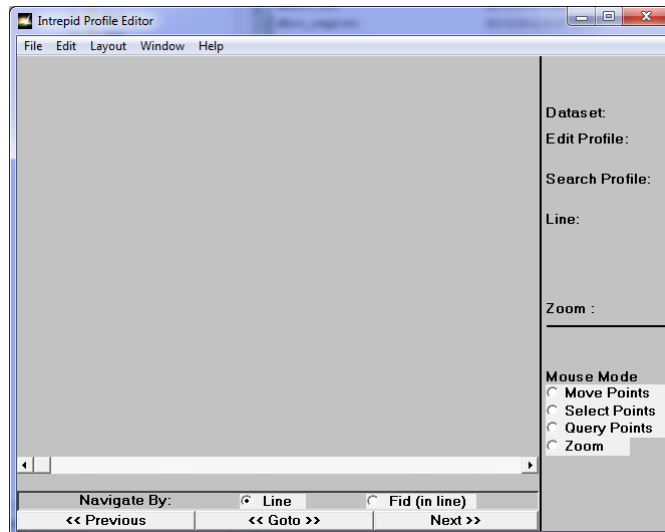 Intrepid Profile Editor
File Edit Layout Window Help
Dataset:
Edit Profile:
Search Profile:
Line:
Zoom :
Mouse Mode
Move Points
Select Points
Query Points
Zoom
Navigate By: Line Fid (in line)
<< Previous << Goto >> Next >>